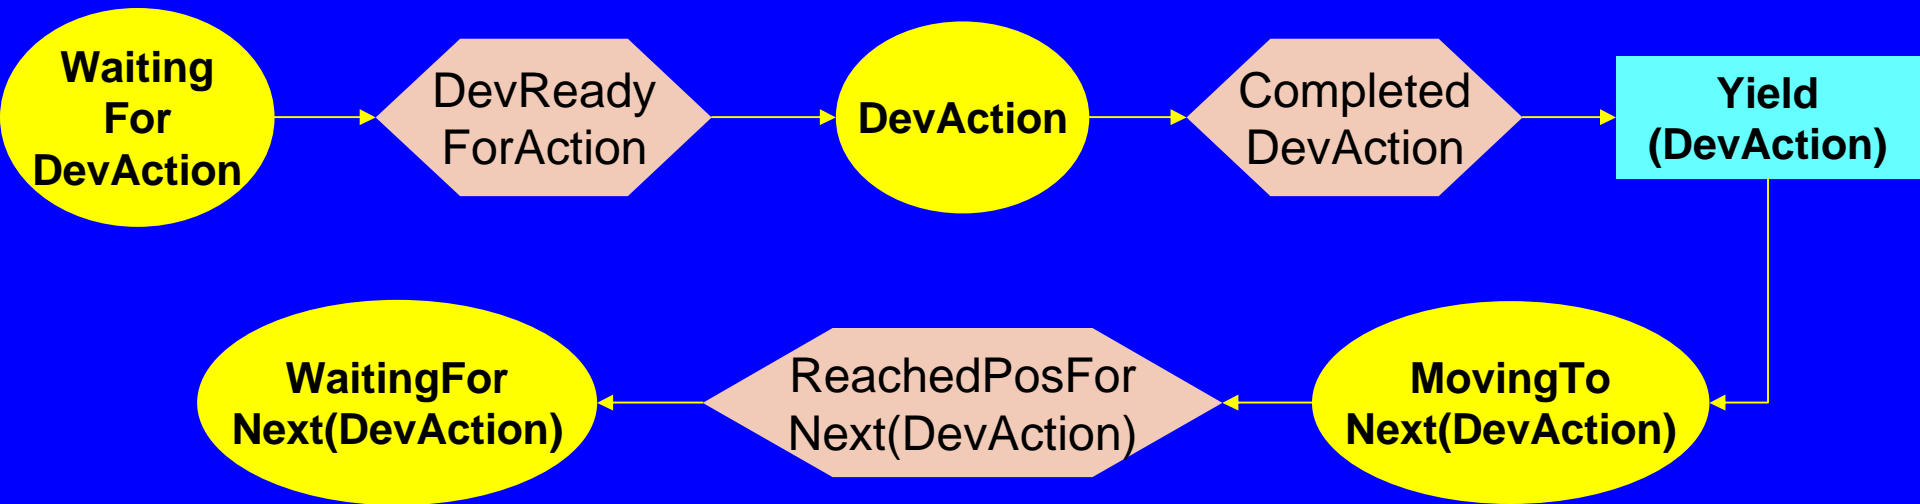 Waiting
For
DevAction
DevReady
ForAction
DevAction
Completed
DevAction
Yield
(DevAction)
WaitingFor
Next(DevAction)
ReachedPosFor
Next(DevAction)
MovingTo
Next(DevAction)